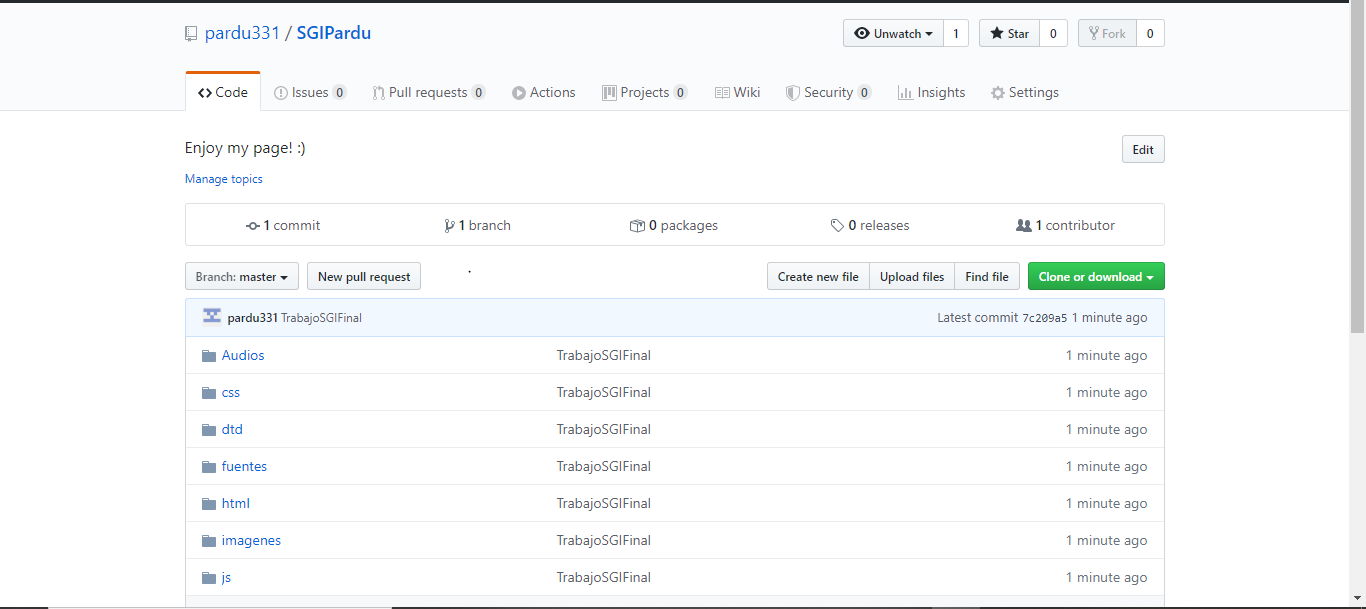 pardu331 / SGIPardu Unwatch 1 Star 0 Fork 0
Code Issues 0 Pull requests 0 Actions Projects 0 Wiki Security 0 Insights Settings
Enjoy my page! :) Edit
Manage topics
1 commit 1 branch 0 packages 0 releases 1 contributor
Branch: master New pull request Create new file Upload files Find file Clone or download
pardu331 TrabajoSGIFinal Latest commit 7c209a5 1 minute ago
Audios TrabajoSGIFinal 1 minute ago
css TrabajoSGIFinal 1 minute ago
dtd TrabajoSGIFinal 1 minute ago
fuentes TrabajoSGIFinal 1 minute ago
html TrabajoSGIFinal 1 minute ago
imagenes TrabajoSGIFinal 1 minute ago
js TrabajoSGIFinal 1 minute ago